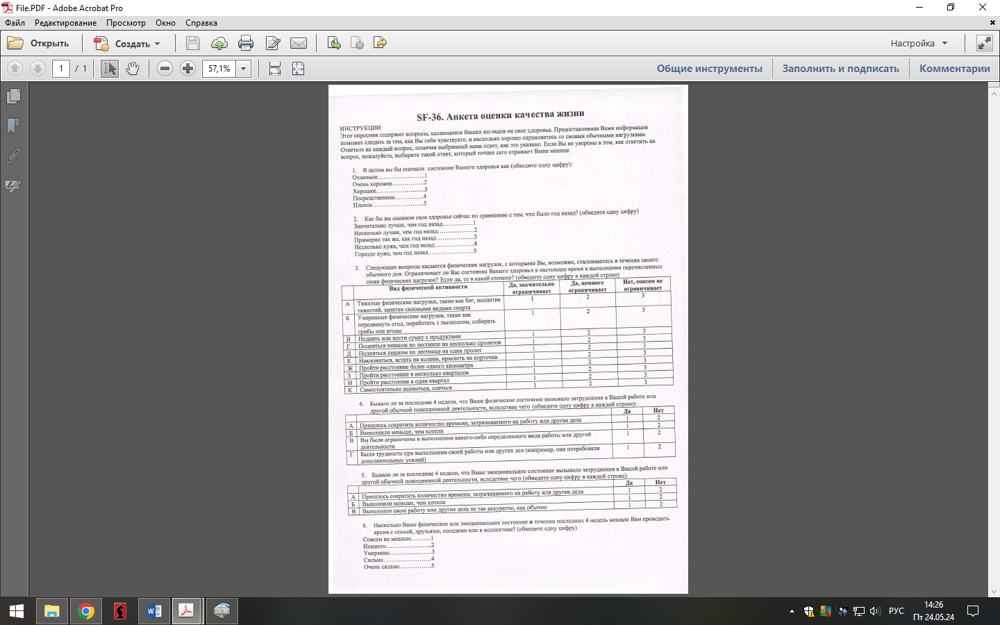 File.PDF - Adobe Acrobat Pro
Файл Редактирование Просмотр Окно Справка
Открыть Создать Настройка
1 / 1 57,1% Общие инструменты Заполнить и подписать Комментарии
SF-36. Анкета оценки качества жизни
ИНСТРУКЦИИ
Этот опросник содержит вопросы, касающиеся Ваших взглядов на свое здоровье. Предоставленная Вами информация
поможет следить за тем, как Вы себя чувствуете, и насколько хорошо справляетесь со своими обычными нагрузками.
Ответьте на каждый вопрос, помечая выбранный вами ответ, как это указано. Если Вы не уверены в том, как ответить на
вопрос, пожалуйста, выберите такой ответ, который точнее сего отражает Ваше мнение.
1. В целом вы бы оценили состояние Вашего здоровья как (обведите одну цифру):
Отличное……………………1
Очень хорошее……………2
Хорошее…………………3
Посредственное…………4
Плохое……………………5
2. Как бы вы оценили свое здоровье сейчас по сравнению с тем, что было год назад? (обведите одну цифру)
Значительно лучше, чем год назад……………1
Несколько лучше, чем год назад………………2
Примерно так же, как год назад………………3
Несколько хуже, чем год назад………………4
Гораздо хуже, чем год назад…………………5
3. Следующие вопросы касаются физических нагрузок, с которыми Вы, возможно, сталкиваетесь в течении своего
обычного дня. Ограничивает ли Вас состояние Вашего здоровья в настоящее время в выполнении перечисленных
ниже физических нагрузок? Если да, то в какой степени? (обведите одну цифру в каждой строке)
Вид физической активности Да, значительно ограничивает Да, немного ограничивает Нет, совсем не ограничивает
А Тяжелые физические нагрузки, такие как бег, поднятие 1 2 3
тяжестей, занятие силовыми видами спорта
Б Умеренные физические нагрузки, такие как 1 2 3
передвинуть стол, поработать с пылесосом, собирать
грибы или ягоды
В Поднять или нести сумку с продуктами 1 2 3
Г Подняться пешком по лестнице на несколько пролетов 1 2 3
Д Подняться пешком по лестнице на один пролет 1 2 3
Е Наклониться, встать на колени, присесть на корточки 1 2 3
Ж Пройти расстояние более одного километра 1 2 3
З Пройти расстояние в несколько кварталов 1 2 3
И Пройти расстояние в один квартал 1 2 3
К Самостоятельно вымыться, одеться 1 2 3
4. Бывало ли за последние 4 недели, что Ваше физическое состояние вызывало затруднения в Вашей работе или
другой обычной повседневной деятельности, вследствие чего (обведите одну цифру в каждой строке):
Да Нет
А Пришлось сократить количество времени, затрачиваемого на работу или другие дела 1 2
Б Выполнили меньше, чем хотели 1 2
В Вы были ограничены в выполнении какого-либо определенного вида работы или другой 1 2
деятельности
Г Были трудности при выполнении своей работы или других дел (например, они потребовали 1 2
дополнительных усилий)
5. Бывало ли за последние 4 недели, что Ваше эмоциональное состояние вызывало затруднения в Вашей работе или
другой обычной повседневной деятельности, вследствие чего (обведите одну цифру в каждой строке):
Да Нет
А Пришлось сократить количество времени, затрачиваемого на работу или другие дела 1 2
Б Выполнили меньше, чем хотели 1 2
В Выполняли свою работу или другие дела не так аккуратно, как обычно 1 2
6. Насколько Ваше физическое или эмоциональное состояние в течении последних 4 недель мешало Вам проводить
время с семьей, друзьями, соседями или в коллективе? (обведите одну цифру)
Совсем не мешало………1
Немного…………………2
Умеренно…………………3
Сильно……………………4
Очень сильно……………5
РУС
14:26
Пт 24.05.24